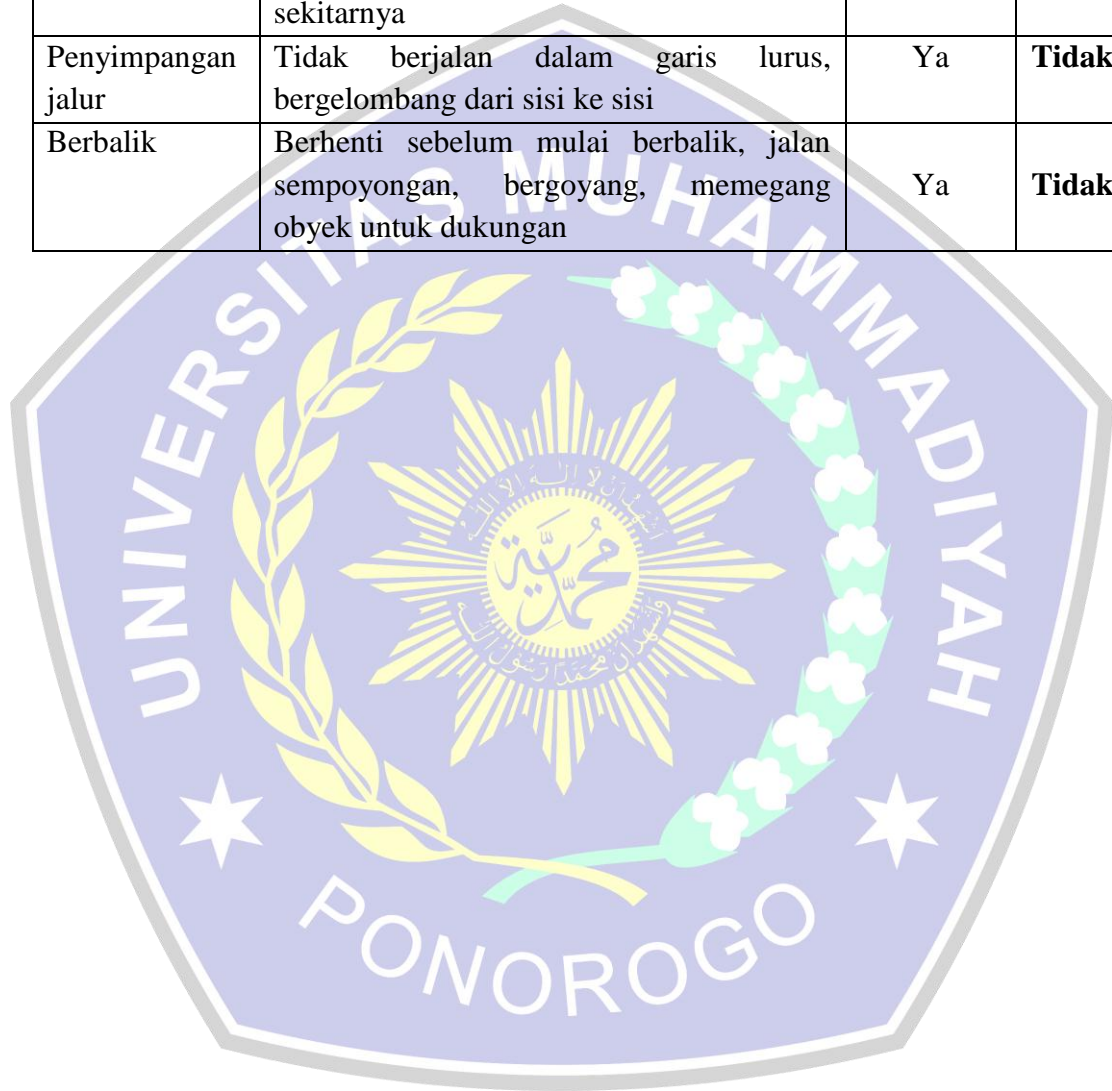 sekitarnya
Penyimpangan Tidak berjalan dalam garis lurus, Ya Tidak
jalur bergelombang dari sisi ke sisi
Berbalik Berhenti sebelum mulai berbalik, jalan
sempoyongan, bergoyang, memegang Ya Tidak
obyek untuk dukungan
UNIVERSITAS MUHAMMADIYAH
محمدية
PONOROGO